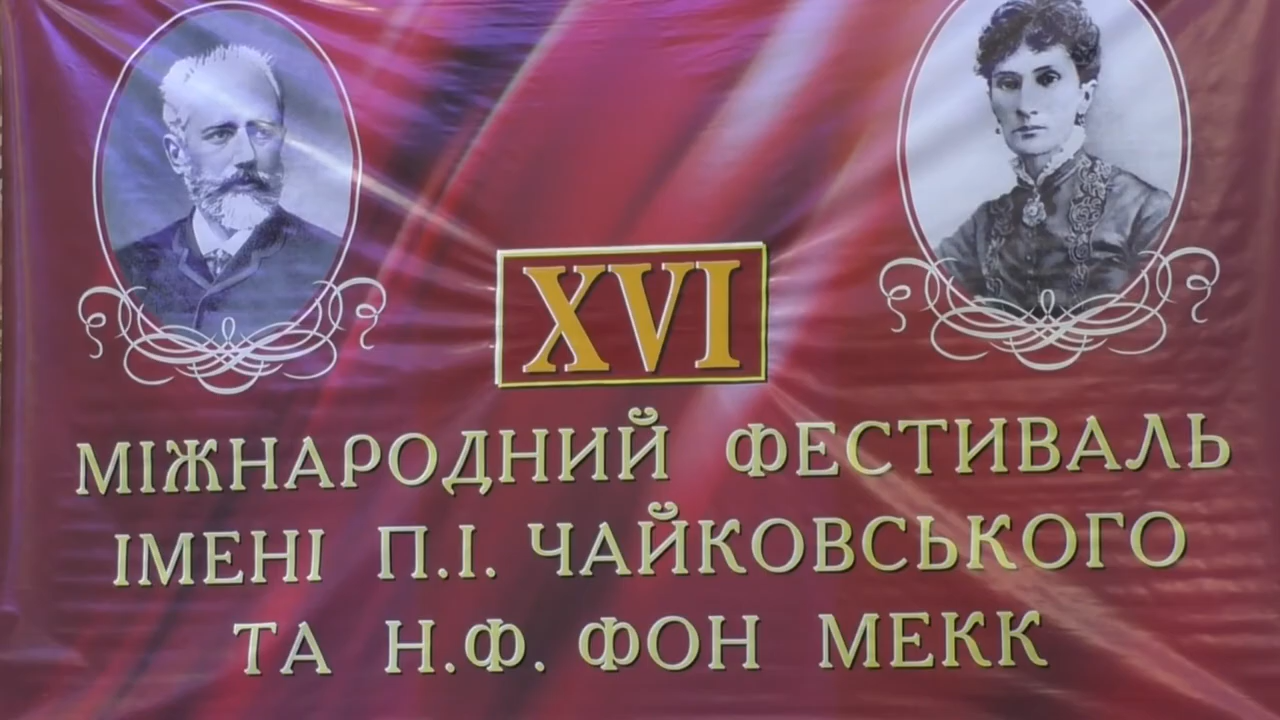 XVI
МІЖНАРОДНИЙ ФЕСТИВАЛЬ
ІМЕНІ П.І. ЧАЙКОВСЬКОГО
ТА Н.Ф. ФОН МЕКК